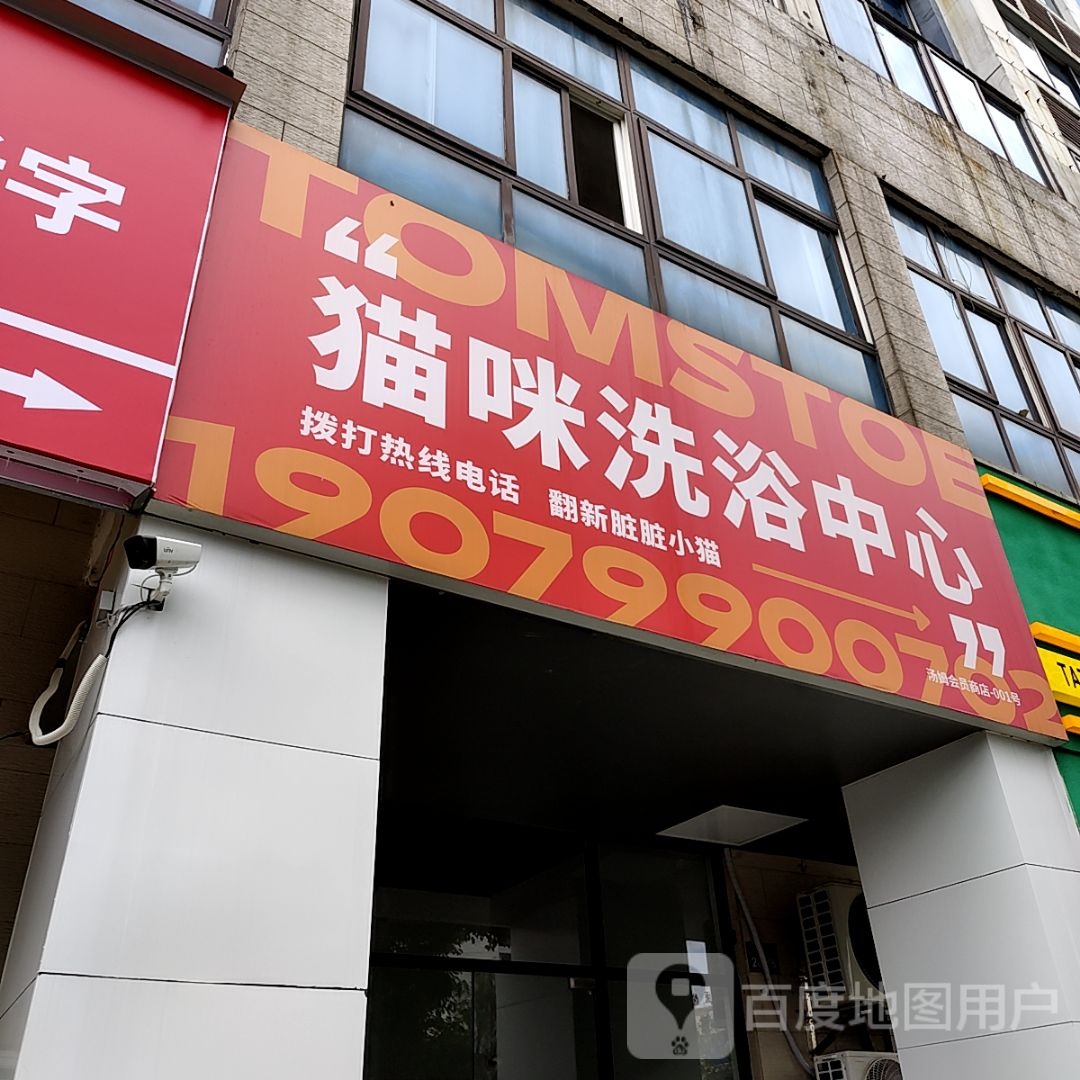 字
TOMSTOE
“猫咪洗浴中心”
拨打热线电话 翻新脏脏小猫
19079900782
汤姆会员商店-001号
TAT
百度地图用户